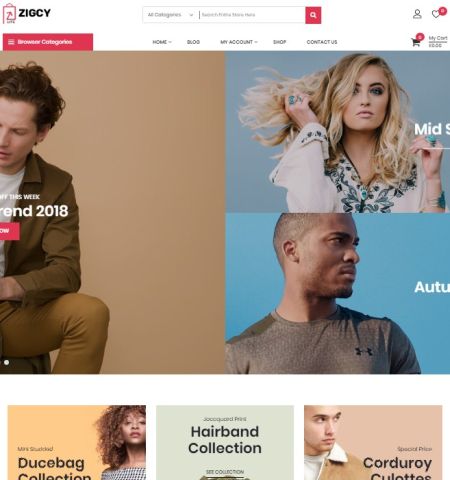 ZIGCY
All Categories
Search Entire Store Here
0
Browser Categories
HOME
BLOG
MY ACCOUNT
SHOP
CONTACT US
0
My Cart
£0.00
OFF THIS WEEK
rend 2018
OW
Mid S
Autu
Mini Studded
Ducebag
Collection
Jaccquard Print
Hairband
Collection
SEE COLLECTION
Special Price
Corduroy
Culottes